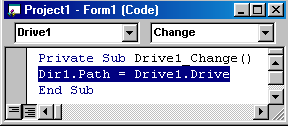 Project1 - Form1 (Code)
Drive1 Change
Private Sub Drive1_Change()
Dir1.Path = Drive1.Drive
End Sub